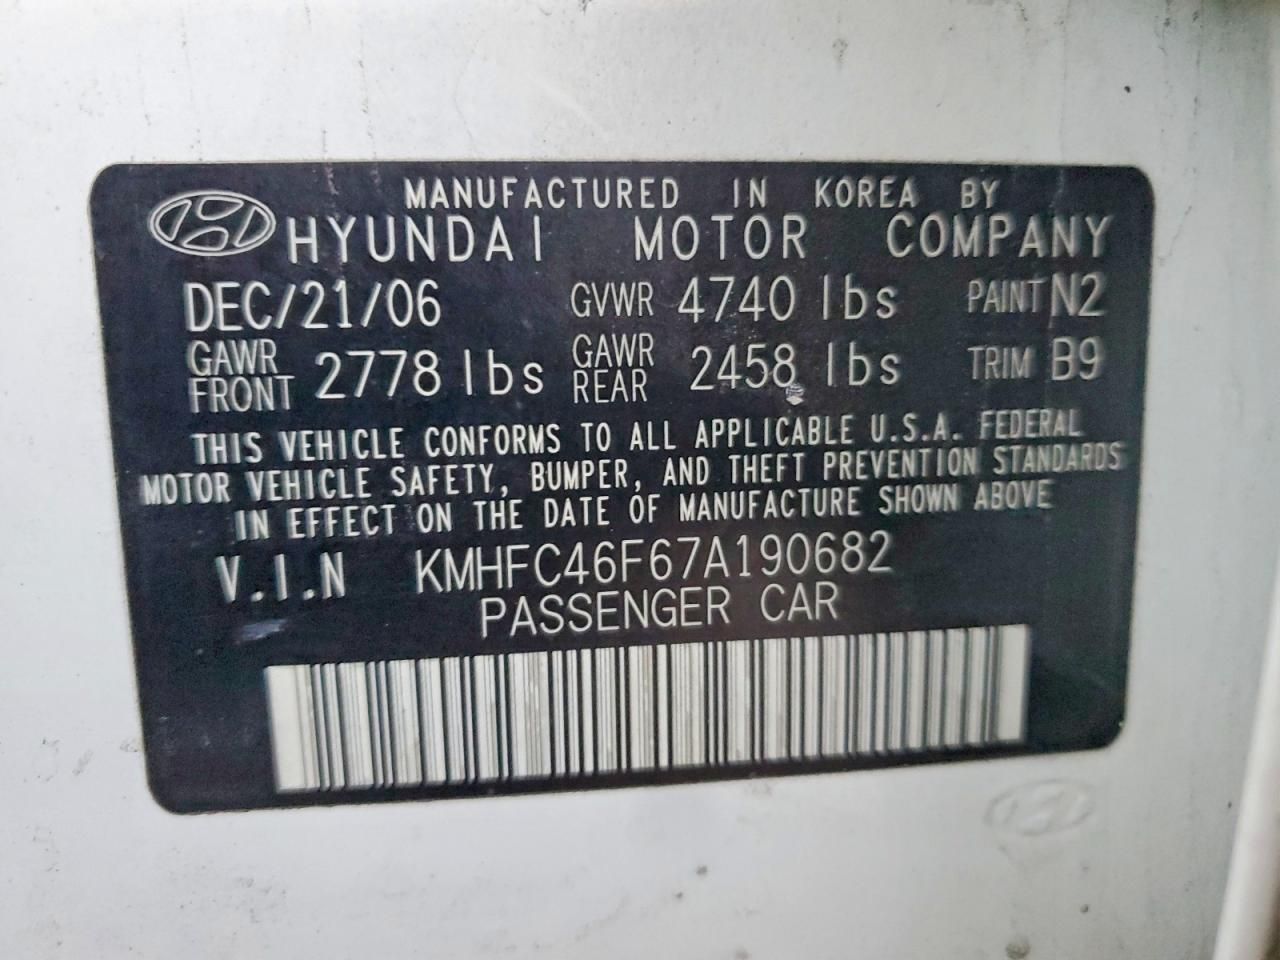 MANUFACTURED IN KOREA BY
HYUNDAI MOTOR COMPANY
DEC/21/06 GVWR 4740 lbs PAINT N2
GAWR FRONT 2778 lbs GAWR REAR 2458 lbs TRIM B9
THIS VEHICLE CONFORMS TO ALL APPLICABLE U.S.A. FEDERAL
MOTOR VEHICLE SAFETY, BUMPER, AND THEFT PREVENTION STANDARDS
IN EFFECT ON THE DATE OF MANUFACTURE SHOWN ABOVE
V.I.N KMHFC46F67A190682
PASSENGER CAR